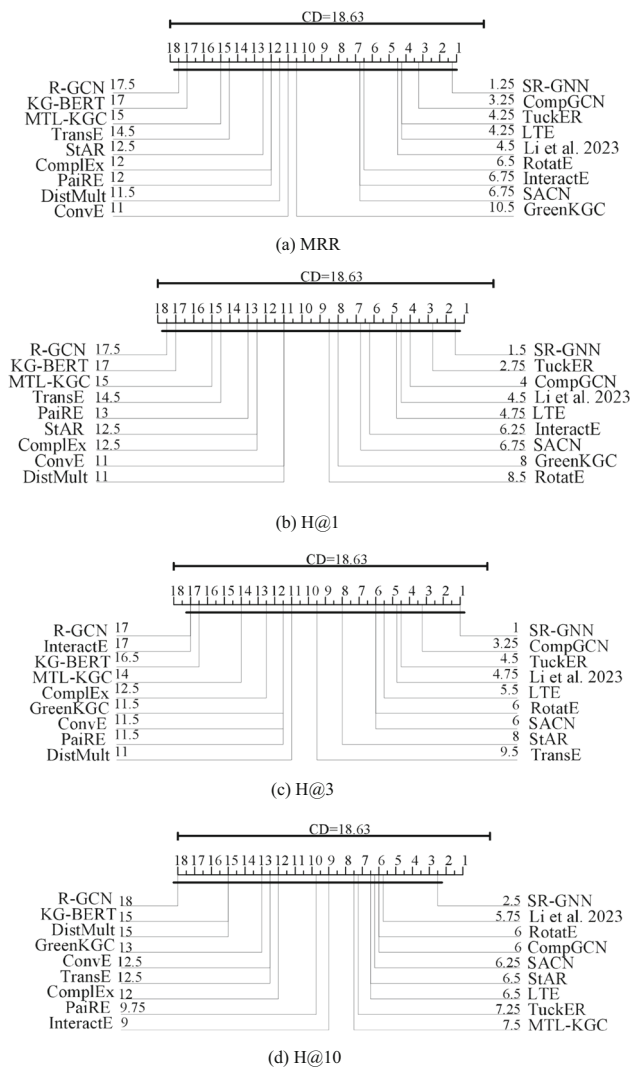 CD=18.63
18 17 16 15 14 13 12 11 10 9 8 7 6 5 4 3 2 1
R-GCN 17.5 1.25 SR-GNN
KG-BERT 17 3.25 CompGCN
MTL-KGC 15 4.25 TuckER
TransE 14.5 4.25 LTE
StAR 12.5 4.5 Li et al. 2023
ComplEx 12 6.5 RotatE
PaiRE 12 6.75 InteractE
DistMult 11.5 6.75 SACN
ConvE 11 10.5 GreenKGC
(a) MRR
CD=18.63
18 17 16 15 14 13 12 11 10 9 8 7 6 5 4 3 2 1
R-GCN 17.5 1.5 SR-GNN
KG-BERT 17 2.75 TuckER
MTL-KGC 15 4 CompGCN
TransE 14.5 4.5 Li et al. 2023
PaiRE 13 4.75 LTE
StAR 12.5 6.25 InteractE
ComplEx 12.5 6.75 SACN
ConvE 11 8 GreenKGC
DistMult 11 8.5 RotatE
(b) H@1
CD=18.63
18 17 16 15 14 13 12 11 10 9 8 7 6 5 4 3 2 1
R-GCN 17 1 SR-GNN
InteractE 17 3.25 CompGCN
KG-BERT 16.5 4.5 TuckER
MTL-KGC 14 4.75 Li et al. 2023
ComplEx 12.5 5.5 LTE
GreenKGC 11.5 6 RotatE
ConvE 11.5 6 SACN
PaiRE 11.5 8 StAR
DistMult 11 9.5 TransE
(c) H@3
CD=18.63
18 17 16 15 14 13 12 11 10 9 8 7 6 5 4 3 2 1
R-GCN 18 2.5 SR-GNN
KG-BERT 15 5.75 Li et al. 2023
DistMult 15 6 RotatE
GreenKGC 13 6 CompGCN
ConvE 12.5 6.25 SACN
TransE 12.5 6.5 StAR
ComplEx 12 6.5 LTE
PaiRE 9.75 7.25 TuckER
InteractE 9 7.5 MTL-KGC
(d) H@10